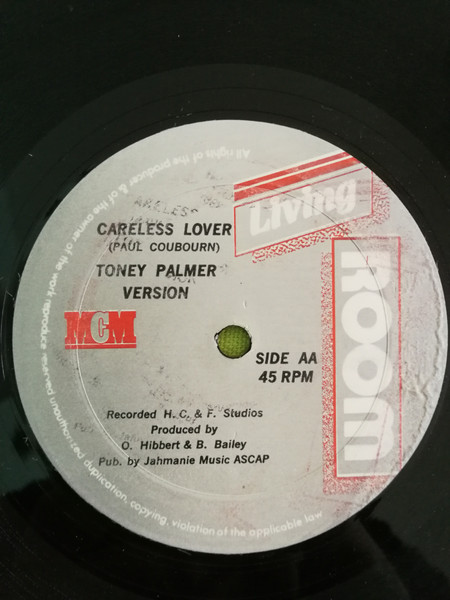 Living
ROOM
CARELESS LOVER
(PAUL COUBOURN)
TONEY PALMER
VERSION
MCM
SIDE AA
45 RPM
Recorded H. C. & F. Studios
Produced by
O. Hibbert & B. Bailey
Pub. by Jahmanie Music ASCAP
All rights of the producer & of the owner of the work reproduce reserved unauthorized duplication, copying, violation of the applicable law